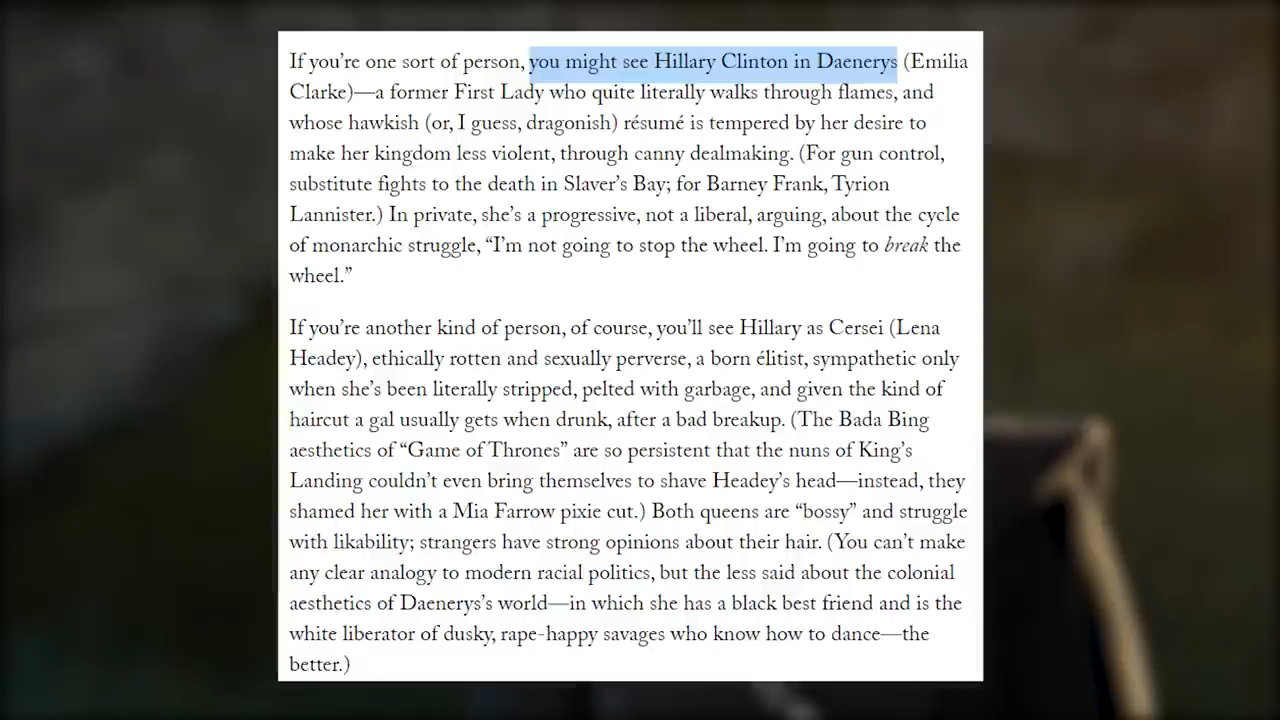 If you’re one sort of person, you might see Hillary Clinton in Daenerys (Emilia
Clarke)—a former First Lady who quite literally walks through flames, and
whose hawkish (or, I guess, dragonish) résumé is tempered by her desire to
make her kingdom less violent, through canny dealmaking. (For gun control,
substitute fights to the death in Slaver’s Bay; for Barney Frank, Tyrion
Lannister.) In private, she’s a progressive, not a liberal, arguing, about the cycle
of monarchic struggle, “I’m not going to stop the wheel. I’m going to break the
wheel.”
If you’re another kind of person, of course, you’ll see Hillary as Cersei (Lena
Headey), ethically rotten and sexually perverse, a born élitist, sympathetic only
when she’s been literally stripped, pelted with garbage, and given the kind of
haircut a gal usually gets when drunk, after a bad breakup. (The Bada Bing
aesthetics of “Game of Thrones” are so persistent that the nuns of King’s
Landing couldn’t even bring themselves to shave Headey’s head—instead, they
shamed her with a Mia Farrow pixie cut.) Both queens are “bossy” and struggle
with likability; strangers have strong opinions about their hair. (You can’t make
any clear analogy to modern racial politics, but the less said about the colonial
aesthetics of Daenerys’s world—in which she has a black best friend and is the
white liberator of dusky, rape-happy savages who know how to dance—the
better.)